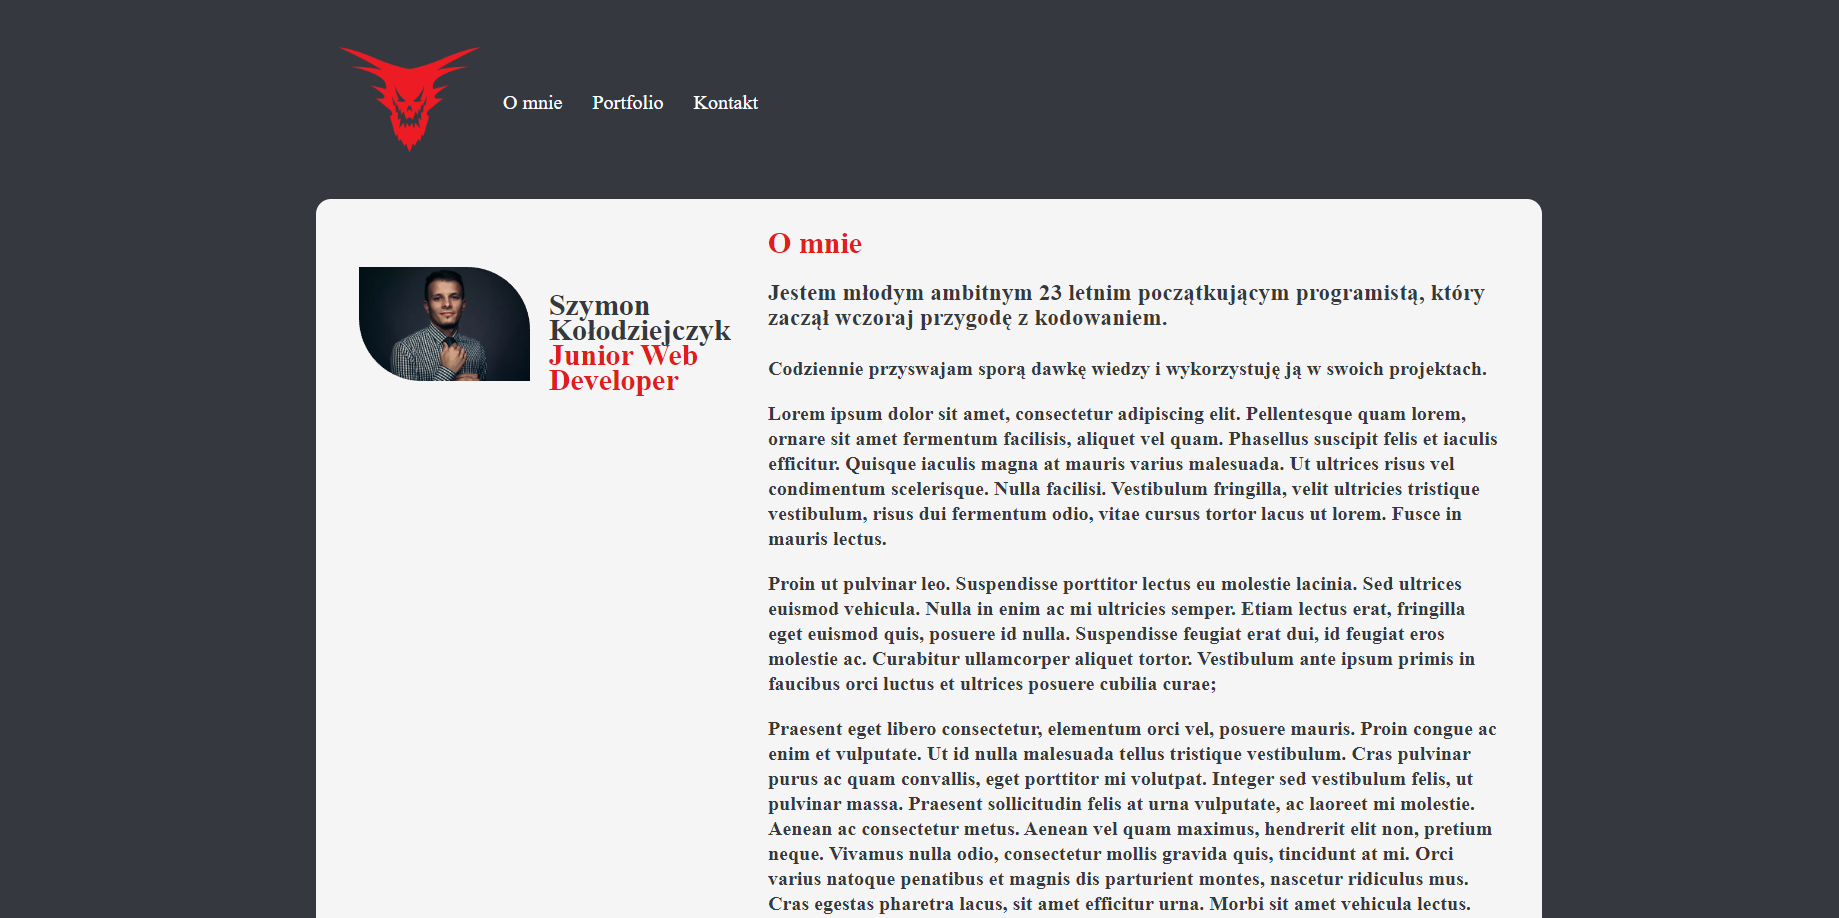 O mnie Portfolio Kontakt
Szymon
Kołodziejczyk
Junior Web
Developer
O mnie
Jestem młodym ambitnym 23 letnim początkującym programistą, który
zaczął wczoraj przygodę z kodowaniem.
Codziennie przyswajam sporą dawkę wiedzy i wykorzystuję ją w swoich projektach.
Lorem ipsum dolor sit amet, consectetur adipiscing elit. Pellentesque quam lorem,
ornare sit amet fermentum facilisis, aliquet vel quam. Phasellus suscipit felis et iaculis
efficitur. Quisque iaculis magna at mauris varius malesuada. Ut ultrices risus vel
condimentum scelerisque. Nulla facilisi. Vestibulum fringilla, velit ultricies tristique
vestibulum, risus dui fermentum odio, vitae cursus tortor lacus ut lorem. Fusce in
mauris lectus.
Proin ut pulvinar leo. Suspendisse porttitor lectus eu molestie lacinia. Sed ultrices
euismod vehicula. Nulla in enim ac mi ultricies semper. Etiam lectus erat, fringilla
eget euismod quis, posuere id nulla. Suspendisse feugiat erat dui, id feugiat eros
molestie ac. Curabitur ullamcorper aliquet tortor. Vestibulum ante ipsum primis in
faucibus orci luctus et ultrices posuere cubilia curae;
Praesent eget libero consectetur, elementum orci vel, posuere mauris. Proin congue ac
enim et vulputate. Ut id nulla malesuada tellus tristique vestibulum. Cras pulvinar
purus ac quam convallis, eget porttitor mi volutpat. Integer sed vestibulum felis, ut
pulvinar massa. Praesent sollicitudin felis at urna vulputate, ac laoreet mi molestie.
Aenean ac consectetur metus. Aenean vel quam maximus, hendrerit elit non, pretium
neque. Vivamus nulla odio, consectetur mollis gravida quis, tincidunt at mi. Orci
varius natoque penatibus et magnis dis parturient montes, nascetur ridiculus mus.
Cras egestas pharetra lacus, sit amet efficitur urna. Morbi sit amet vehicula lectus.